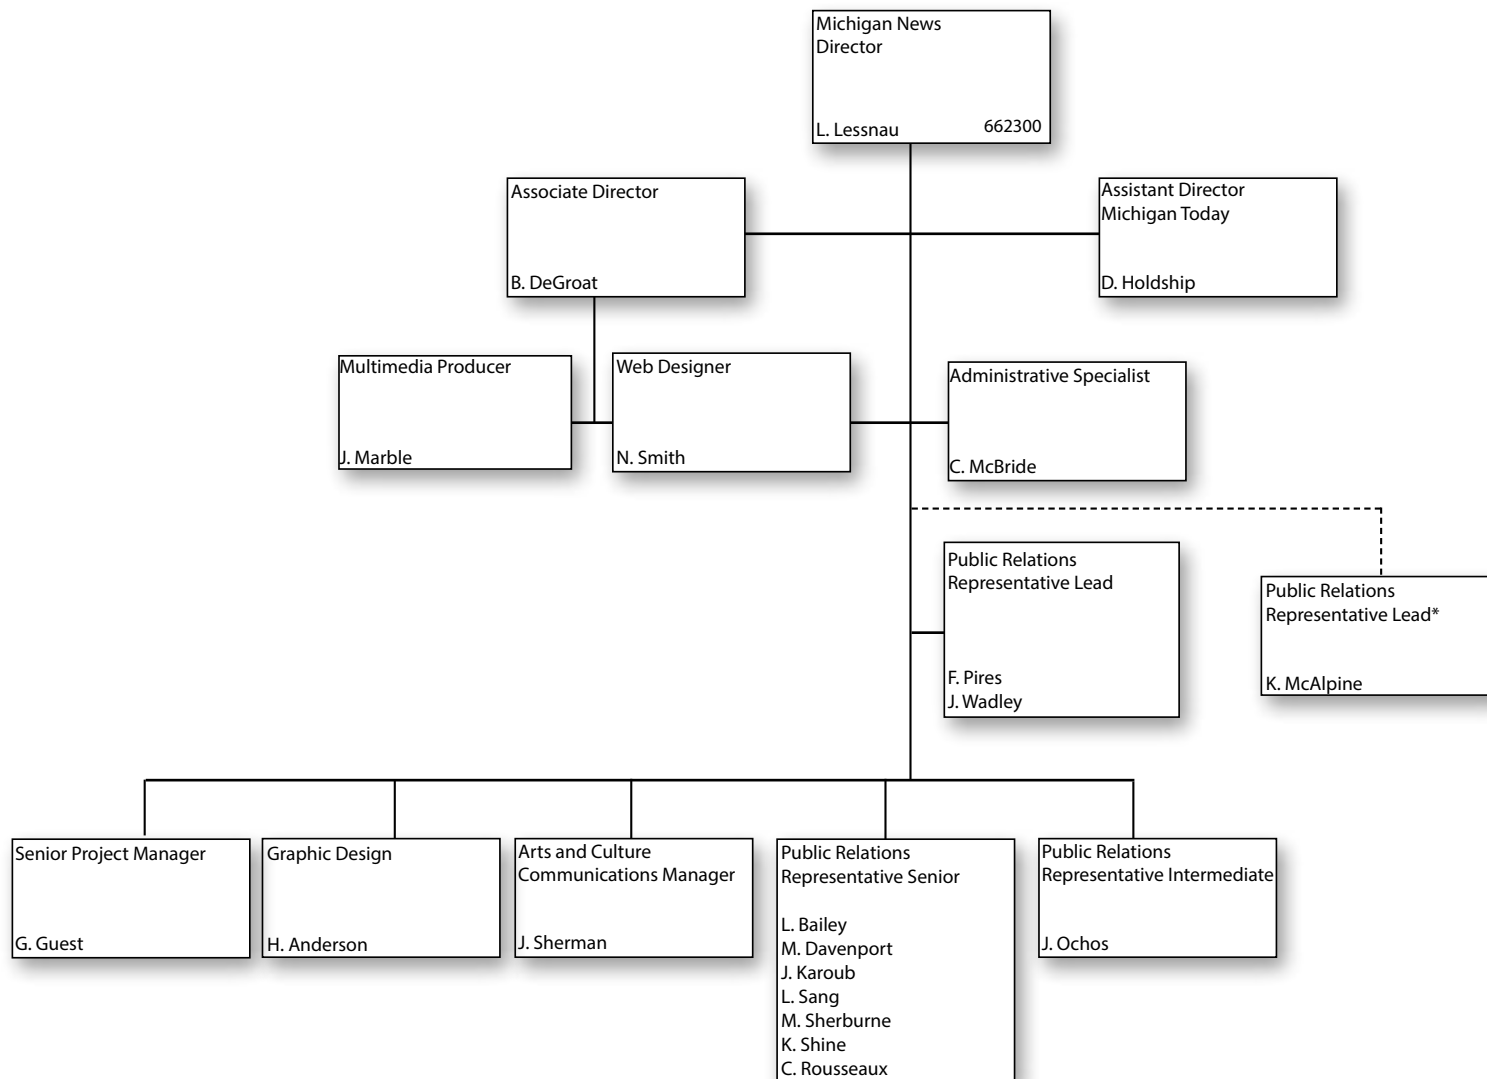 Michigan News
Director
L. Lessnau 662300
Associate Director
B. DeGroat
Assistant Director
Michigan Today
D. Holdship
Multimedia Producer
J. Marble
Web Designer
N. Smith
Administrative Specialist
C. McBride
Public Relations
Representative Lead
F. Pires
J. Wadley
Public Relations
Representative Lead*
K. McAlpine
Senior Project Manager
G. Guest
Graphic Design
H. Anderson
Arts and Culture
Communications Manager
J. Sherman
Public Relations
Representative Senior
L. Bailey
M. Davenport
J. Karoub
L. Sang
M. Sherburne
K. Shine
C. Rousseaux
Public Relations
Representative Intermediate
J. Ochos